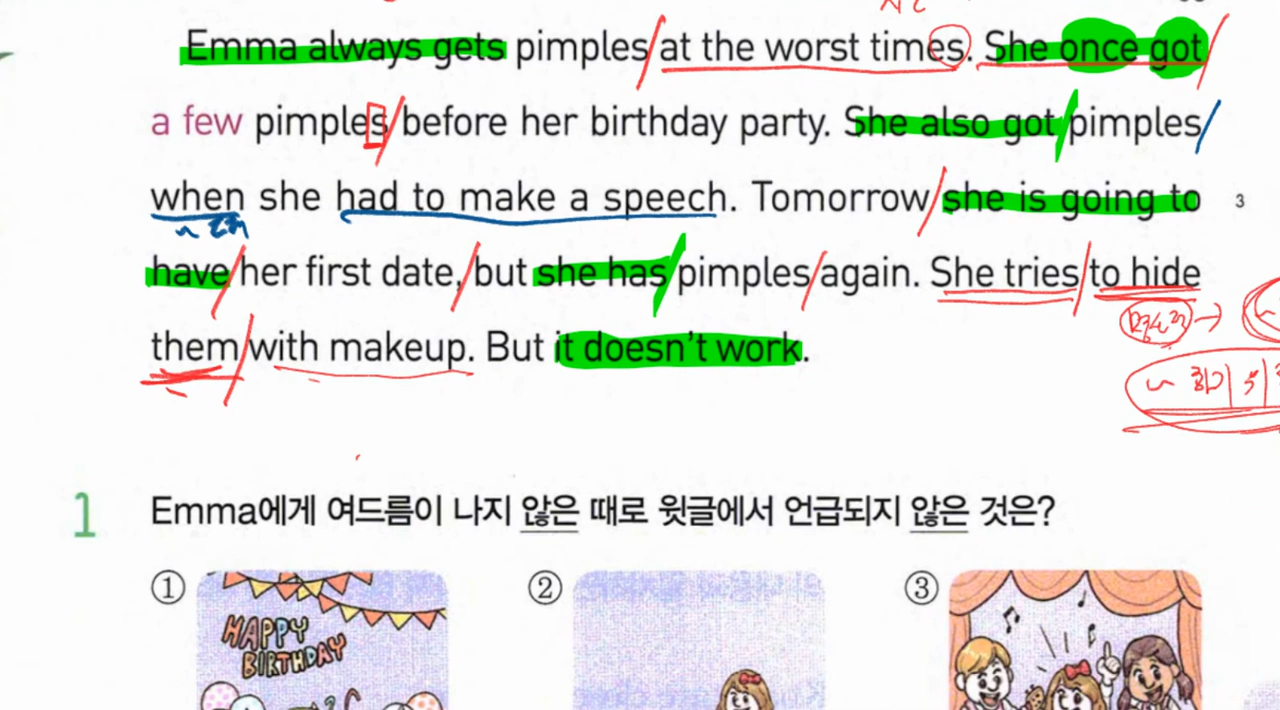 Emma always gets pimples at the worst times. She once got
a few pimples before her birthday party. She also got pimples
when she had to make a speech. Tomorrow she is going to
3
have her first date, but she has pimples again. She tries to hide
them with makeup. But it doesn't work.
1 Emma에게 여드름이 나지 않은 때로 윗글에서 언급되지 않은 것은?
① ② ③
HAPPY
BIRTHDAY